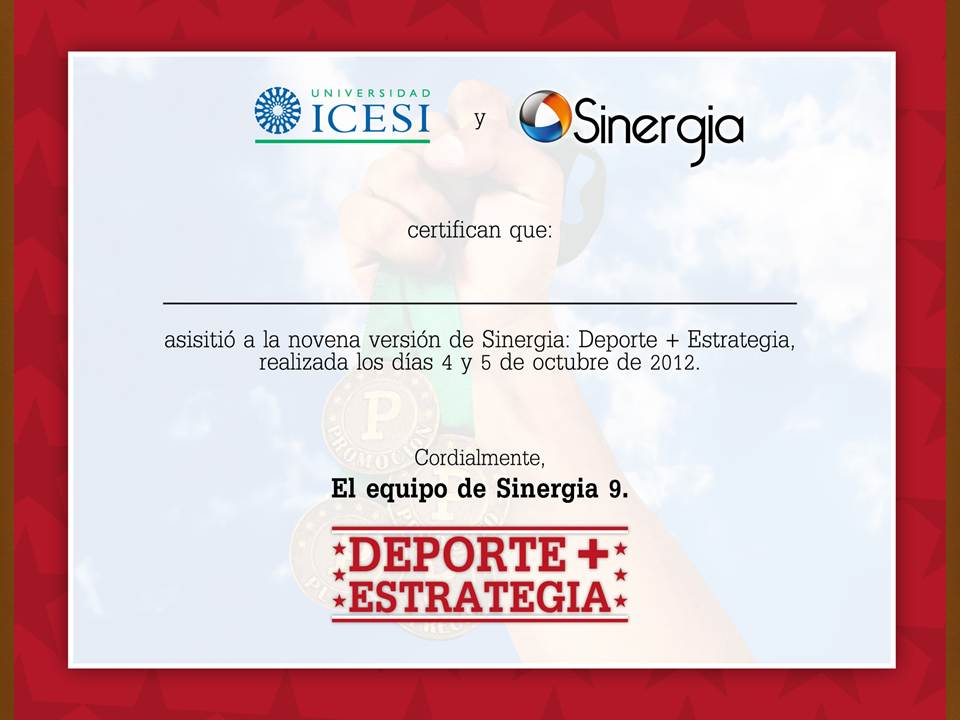 UNIVERSIDAD
ICESI
y
Sinergia
certifican que:
asisitió a la novena versión de Sinergia: Deporte + Estrategia,
realizada los días 4 y 5 de octubre de 2012.
P
PROMOCION
Cordialmente,
El equipo de Sinergia 9.
DEPORTE +
ESTRATEGIA